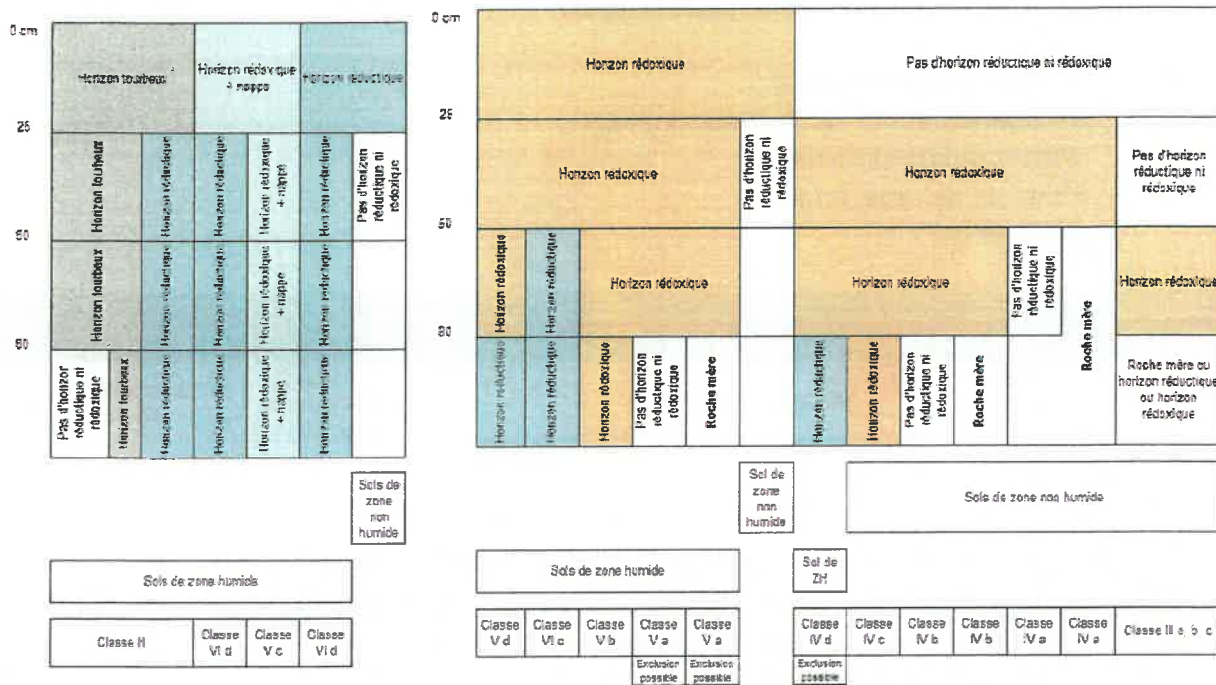 0 cm
Horizon tourbeux
Horizon rédoxique
+ nappe
Horizon réductique
25
Horizon tourbeux
Horizon réductique
Horizon réductique
Horizon rédoxique
+ nappe
Horizon réductique
Pas d'horizon
réductique ni
rédoxique
50
Horizon tourbeux
Horizon réductique
Horizon réductique
Horizon rédoxique
+ nappe
Horizon réductique
80
Pas d'horizon
réductique ni
rédoxique
Horizon tourbeux
Horizon réductique
Horizon réductique
Horizon rédoxique
+ nappe
Horizon réductique
Sols de
zone
non
humide
Sols de zone humide
Classe H
Classe
VI d
Classe
V c
Classe
VI d
0 cm
Horizon rédoxique
Pas d'horizon réductique ni rédoxique
25
Horizon rédoxique
Pas d'horizon
réductique ni
rédoxique
Horizon rédoxique
Pas d'horizon
réductique ni
rédoxique
50
Horizon rédoxique
Horizon réductique
Horizon rédoxique
Horizon rédoxique
Pas d'horizon
réductique ni
rédoxique
Roche mère
Horizon rédoxique
80
Horizon réductique
Horizon réductique
Horizon rédoxique
Pas d'horizon
réductique ni
rédoxique
Roche mère
Horizon réductique
Horizon rédoxique
Pas d'horizon
réductique ni
rédoxique
Roche mère
Roche mère ou
horizon réductique
ou horizon
rédoxique
Sol de
zone
non
humide
Sols de zone non humide
Sols de zone humide
Sol de
ZH
Classe
V d
Classe
VI c
Classe
V b
Classe
V a
Classe
V a
Classe
IV d
Classe
IV c
Classe
IV b
Classe
IV b
Classe
IV a
Classe
IV a
Classe III a, b, c
Exclusion
possible
Exclusion
possible
Exclusion
possible